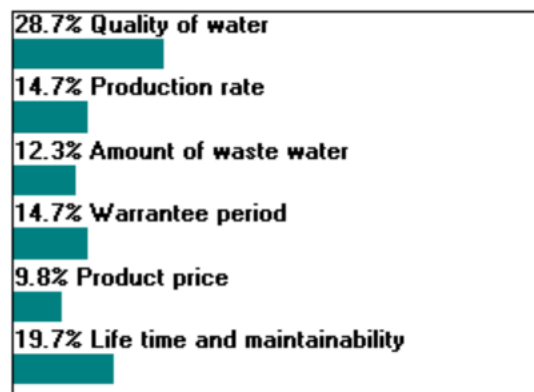 28.7% Quality of water
14.7% Production rate
12.3% Amount of waste water
14.7% Warrantee period
9.8% Product price
19.7% Life time and maintainability